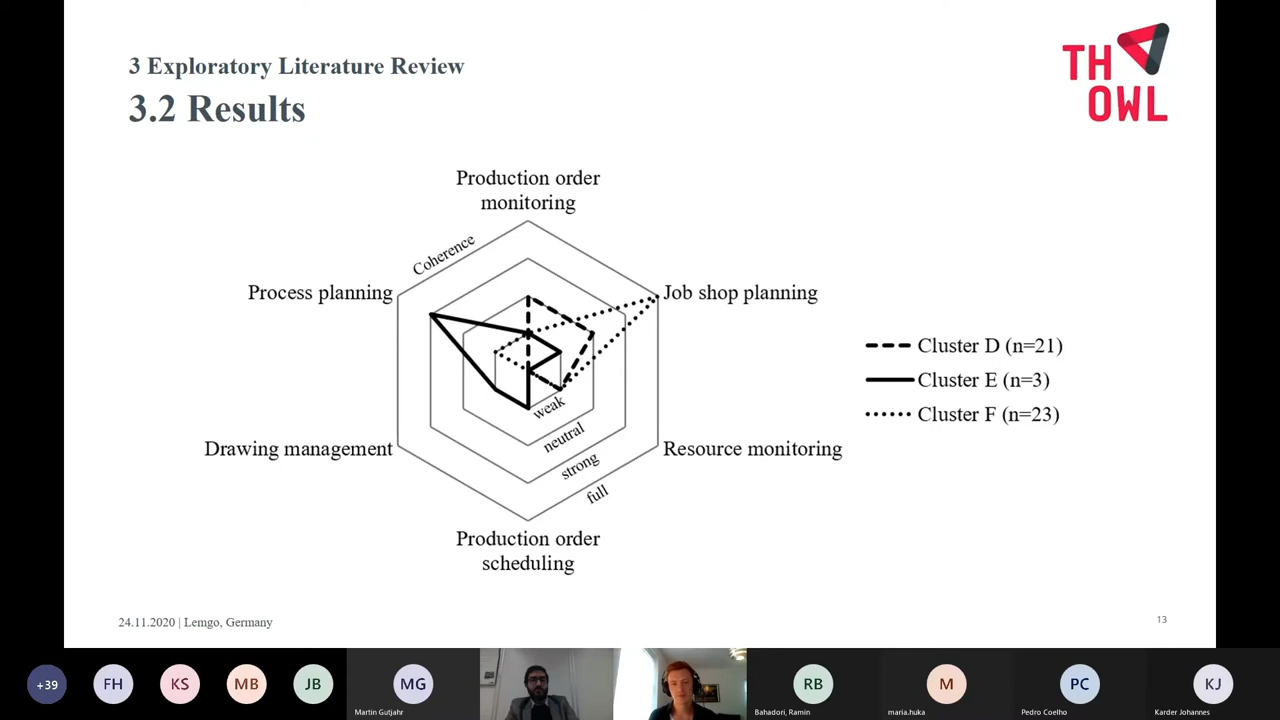 3 Exploratory Literature Review
3.2 Results
TH
OWL
Production order
monitoring
Coherence
Process planning
Job shop planning
Cluster D (n=21)
Cluster E (n=3)
Cluster F (n=23)
weak
neutral
strong
full
Drawing management
Resource monitoring
Production order
scheduling
24.11.2020 | Lemgo, Germany
13
+39
FH
KS
MB
JB
MG
RB
M
PC
KJ
Martin Gutjahr
Bahadori, Ramin
maria.huka
Pedro Coelho
Karder Johannes